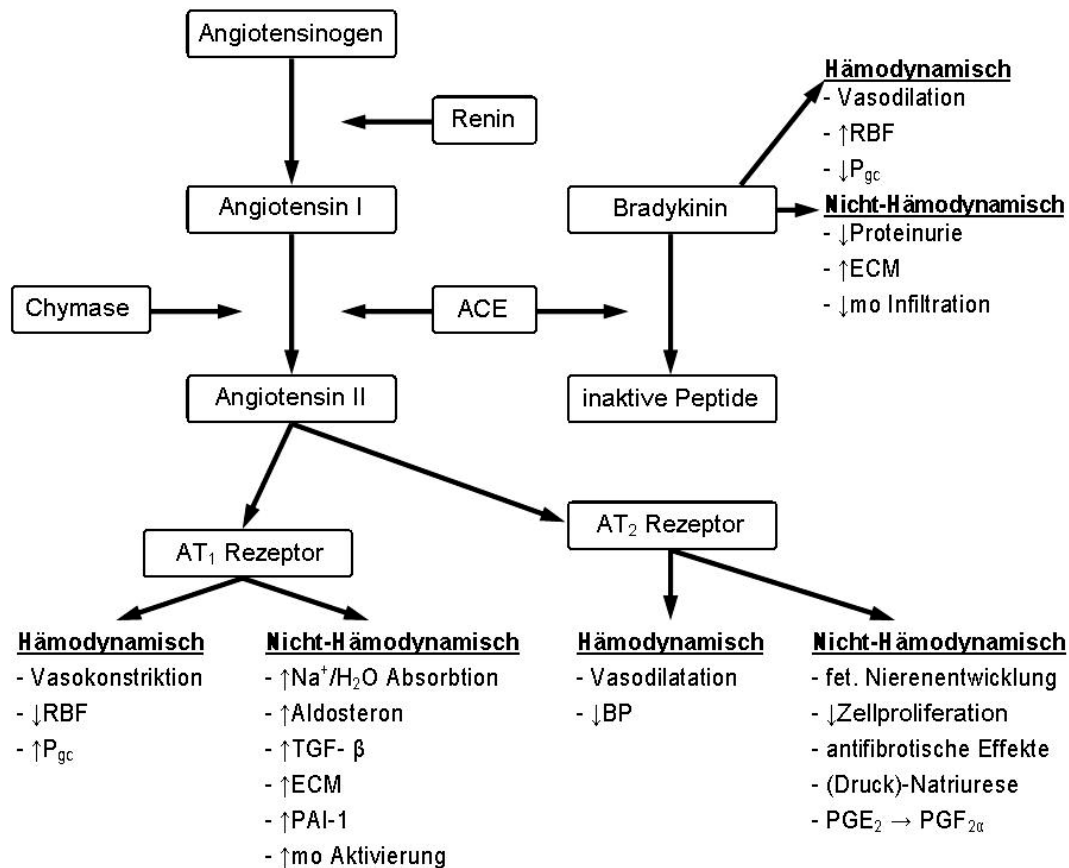 Angiotensinogen
Renin
Angiotensin I
Chymase
ACE
Angiotensin II
Bradykinin
inaktive Peptide
Hämodynamisch
- Vasodilation
- ↑RBF
- ↓P₉c
Nicht-Hämodynamisch
- ↓Proteinurie
- ↑ECM
- ↓mo Infiltration
AT₁ Rezeptor
AT₂ Rezeptor
Hämodynamisch
- Vasokonstriktion
- ↓RBF
- ↑Pgc
Nicht-Hämodynamisch
- ↑Na⁺/H₂O Absorbtion
- ↑Aldosteron
- ↑TGF- β
- ↑ECM
- ↑PAI-1
- ↑mo Aktivierung
Hämodynamisch
- Vasodilatation
- ↓BP
Nicht-Hämodynamisch
- fet. Nierenentwicklung
- ↓Zellproliferation
- antifibrotische Effekte
- (Druck)-Natriurese
- PGE₂ → PGF₂α